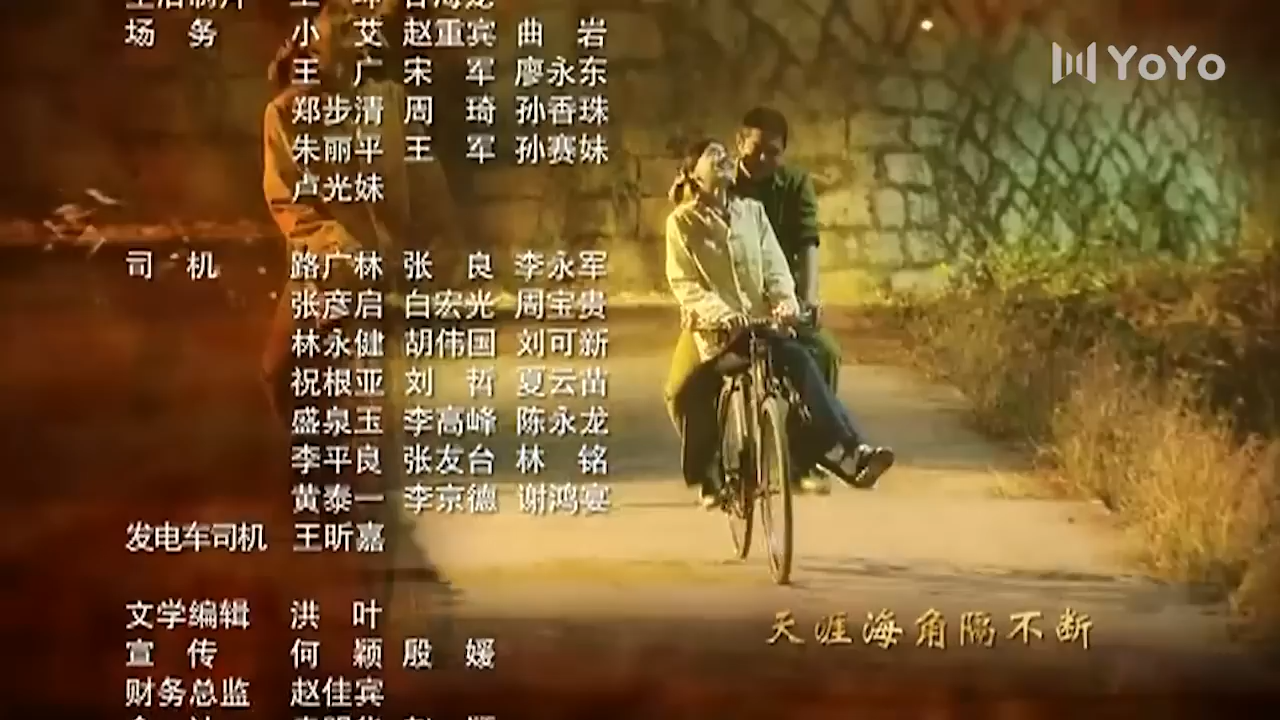 场 务 小 艾 赵重宾 曲 岩
王 广 宋 军 廖永东
郑步清 周 琦 孙香珠
朱丽平 王 军 孙赛妹
卢光妹
司 机 路广林 张 良 李永军
张彦启 白宏光 周宝贵
林永健 胡伟国 刘可新
祝根亚 刘 哲 夏云苗
盛泉玉 李高峰 陈永龙
李平良 张友台 林 铭
黄泰一 李京德 谢鸿宴
发电车司机 王昕嘉
文学编辑 洪 叶
宣 传 何 颖 殷 媛
财务总监 赵佳宾
YoYo
天涯海角隔不断